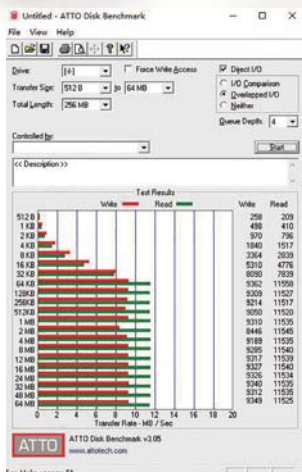 Untitled - ATTO Disk Benchmark
File View Help
Drive: [-f-] Force Write Access Direct I/O
Transfer Size: 512 B to 64 MB I/O Comparison
Overlapped I/O
Total Length: 256 MB Neither
Queue Depth: 4
Controlled by: Start
<< Description >>
Test Results
Write Read Write Read
512 B 258 209
1 KB 498 410
2 KB 970 796
4 KB 1840 1517
8 KB 3364 2839
16 KB 5310 4776
32 KB 8090 7839
64 KB 9362 11558
128KB 9309 11527
256KB 9214 11517
512KB 9050 11520
1 MB 9310 11535
2 MB 8446 11545
4 MB 9189 11535
8 MB 9285 11540
12 MB 9317 11539
16 MB 9327 11540
24 MB 9326 11534
32 MB 9340 11535
48 MB 9312 11535
64 MB 9349 11525
0 2 4 6 8 10 12 14 16 18 20
Transfer Rate - MB / Sec
ATTO ATTO Disk Benchmark v3.05
www.attotech.com